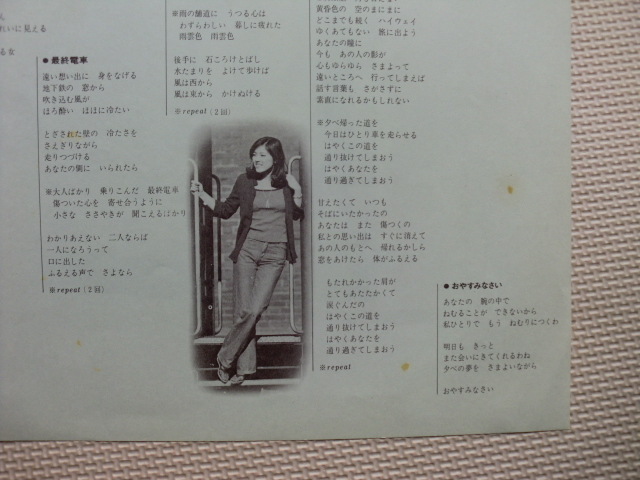 れいに見える
る女
●最終電車
遠い想い出に 身をなげる
地下鉄の 窓から
吹き込む風が
ほろ酔い ほほに冷たい
とざされた壁の 冷たさを
さえぎりながら
走りつづける
あなたの側に いられたら
※大人ばかり 乗りこんだ 最終電車
傷ついた心を 寄せ合うように
小さな ささやきが 聞こえるばかり
わかりあえない 二人ならば
一人になろうって
口に出した
ふるえる声で さよなら
※repeat(2回)
※雨の舗道に うつる心は
わずらわしい 暮しに疲れた
雨雲色 雨雲色
後手に 石ころけとばし
水たまりを よけて歩けば
風は西から
風は東から かけぬける
※repeat(2回)
黄昏色の 空のまにまに
どこまでも続く ハイウェイ
ゆくあてもない 旅に出よう
あなたの瞳に
今も あの人の影が
心もゆらゆら さまよって
遠いところへ 行ってしまえば
話す言葉も さがさずに
素直になれるかもしれない
※夕べ帰った道を
今日はひとり車を走らせる
はやくこの道を
通り抜けてしまおう
はやくあなたを
通り過ぎてしまおう
甘えたくて いつも
そばにいたかったの
あなたは また 傷つくの
私との思い出は すぐに消えて
あの人のもとへ 帰れるかしら
窓をあけたら 体がふるえる
もたれかかった肩が
とてもあたたかくて
涙ぐんだの
はやくこの道を
通り抜けてしまおう
はやくあなたを
通り過ぎてしまおう
※repeat
●おやすみなさい
あなたの 腕の中で
ねむることが できないから
私ひとりで もう ねむりにつくわ
明日も きっと
また会いにきてくれるわね
夕べの夢を さまよいながら
おやすみなさい